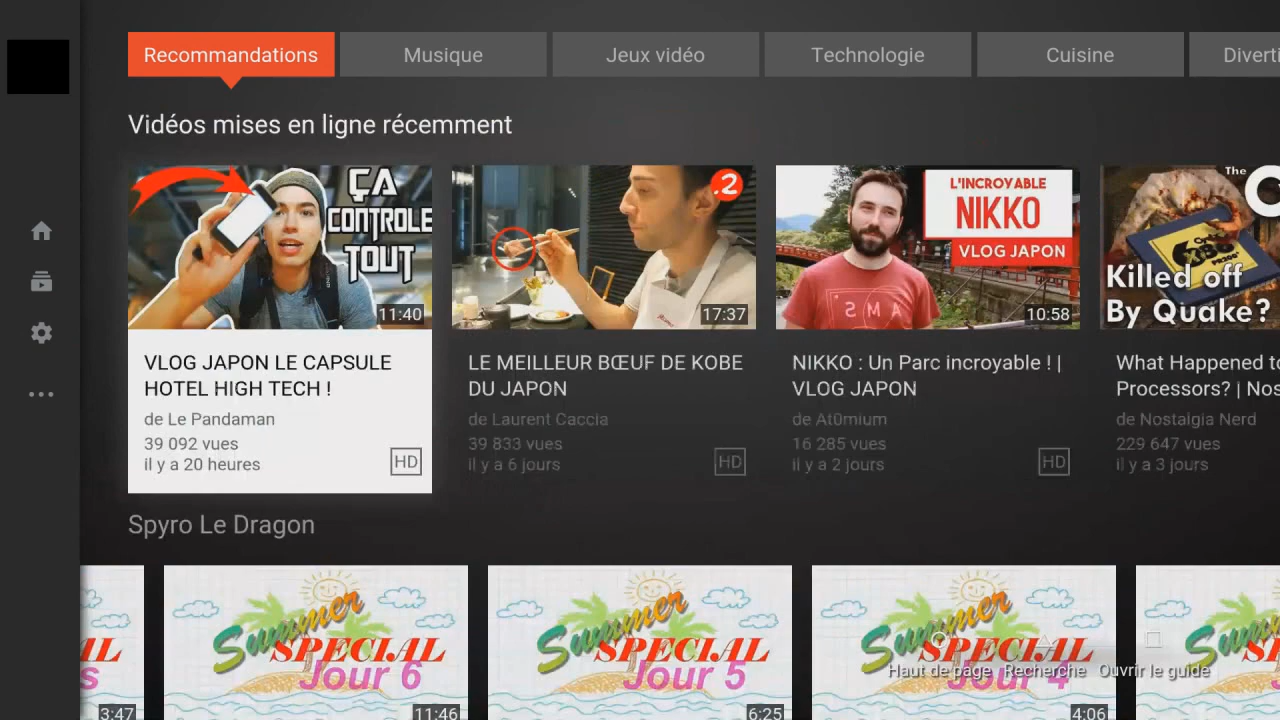 Recommandations
Musique
Jeux vidéo
Technologie
Cuisine
Diverti
Vidéos mises en ligne récemment
ÇA
CONTROLE
TOUT
11:40
.2
17:37
L'INCROYABLE
NIKKO
VLOG JAPON
10:58
The
Killed off
By Quake?
VLOG JAPON LE CAPSULE
HOTEL HIGH TECH !
de Le Pandaman
39 092 vues
il y a 20 heures
HD
LE MEILLEUR BŒUF DE KOBE
DU JAPON
de Laurent Caccia
39 833 vues
il y a 6 jours
HD
NIKKO : Un Parc incroyable ! |
VLOG JAPON
de Atümium
16 285 vues
il y a 2 jours
HD
What Happened to
Processors? | Nos
de Nostalgia Nerd
229 647 vues
il y a 3 jours
Spyro Le Dragon
3:47
Summer
SPECIAL
Jour 6
11:46
Summer
SPECIAL
Jour 5
6:25
Summer
SPECIAL
Jour 4
4:06
Haut de page
Recherche
Ouvrir le guide